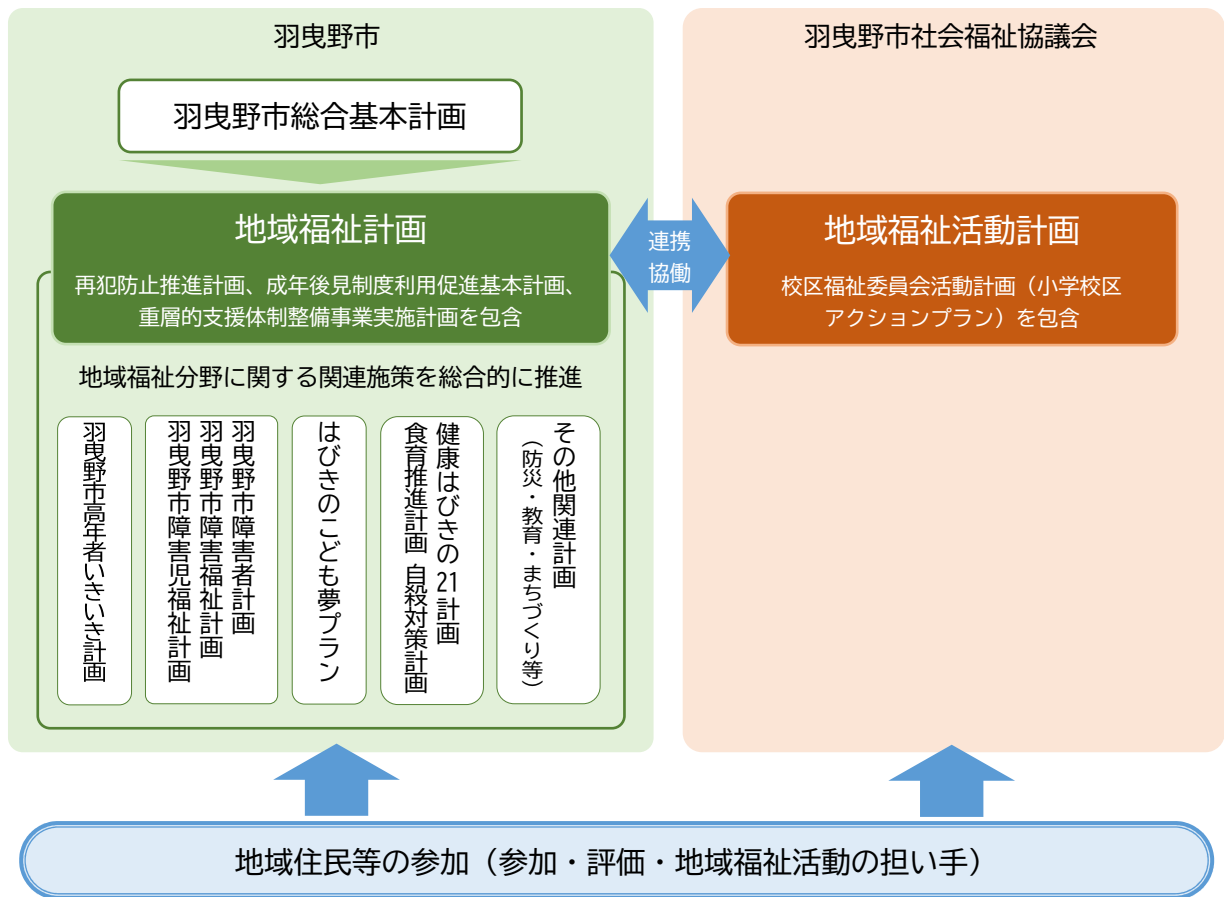 羽曳野市
羽曳野市総合基本計画
地域福祉計画
再犯防止推進計画、成年後見制度利用促進基本計画、
重層的支援体制整備事業実施計画を包含
地域福祉分野に関する関連施策を総合的に推進
羽曳野市高年者いきいき計画
羽曳野市障害者計画
羽曳野市障害福祉計画
羽曳野市障害児福祉計画
はびきのこども夢プラン
健康はびきの21計画
食育推進計画 自殺対策計画
その他関連計画
（防災・教育・まちづくり等）
連携
協働
羽曳野市社会福祉協議会
地域福祉活動計画
校区福祉委員会活動計画（小学校区
アクションプラン）を包含
地域住民等の参加（参加・評価・地域福祉活動の担い手）